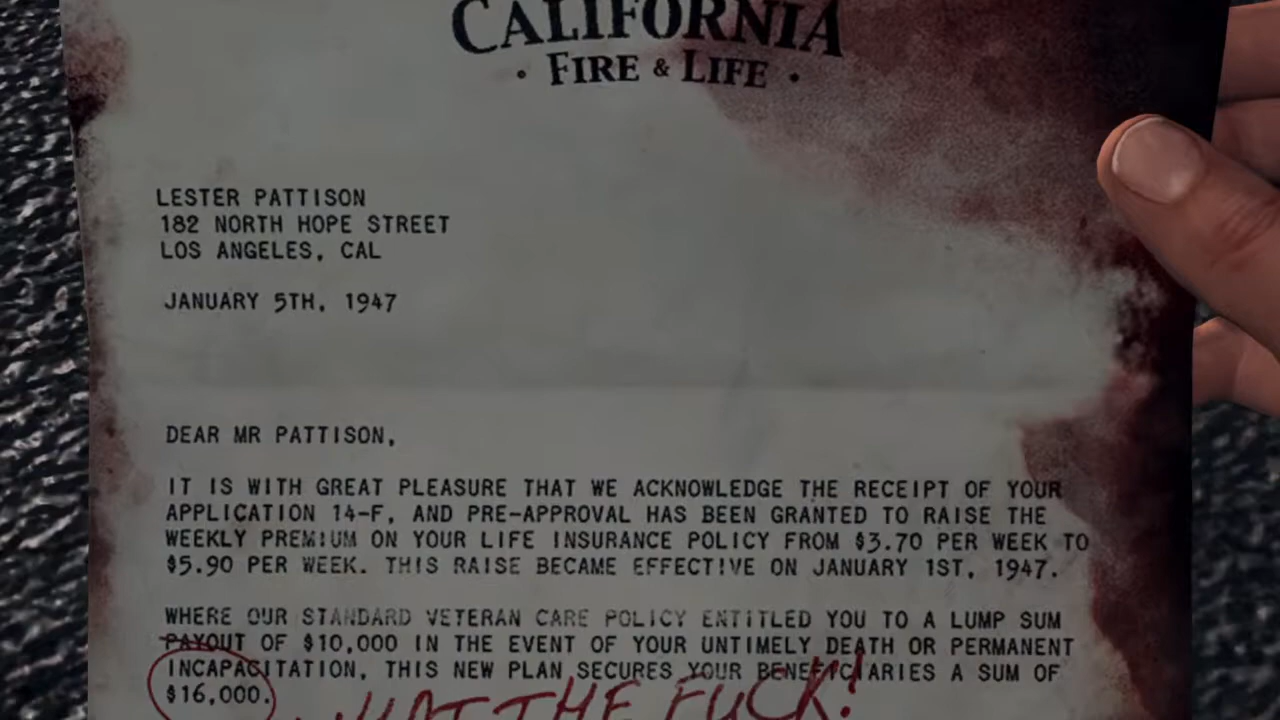 CALIFORNIA
• FIRE & LIFE •
LESTER PATTISON
182 NORTH HOPE STREET
LOS ANGELES, CAL
JANUARY 5TH, 1947
DEAR MR PATTISON,
IT IS WITH GREAT PLEASURE THAT WE ACKNOWLEDGE THE RECEIPT OF YOUR
APPLICATION 14-F, AND PRE-APPROVAL HAS BEEN GRANTED TO RAISE THE
WEEKLY PREMIUM ON YOUR LIFE INSURANCE POLICY FROM $3.70 PER WEEK TO
$5.90 PER WEEK. THIS RAISE BECAME EFFECTIVE ON JANUARY 1ST, 1947.
WHERE OUR STANDARD VETERAN CARE POLICY ENTITLED YOU TO A LUMP SUM
PAYOUT OF $10,000 IN THE EVENT OF YOUR UNTIMELY DEATH OR PERMANENT
INCAPACITATION, THIS NEW PLAN SECURES YOUR BENEFICIARIES A SUM OF
$16,000.
WHAT THE FUCK!